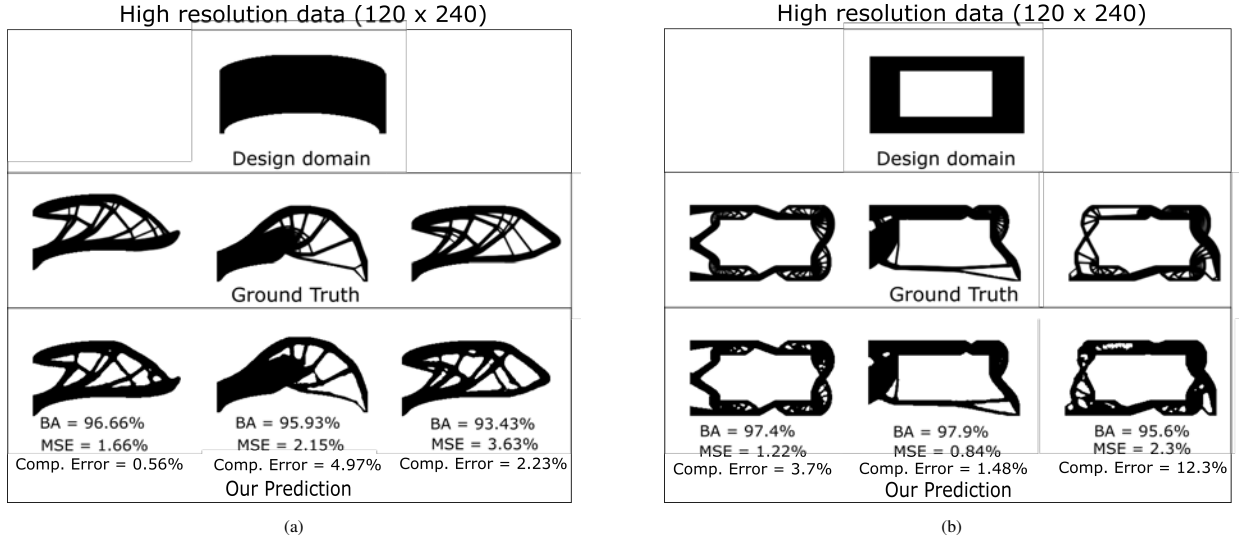 High resolution data (120 x 240)
Design domain
Ground Truth
BA = 96.66%
MSE = 1.66%
Comp. Error = 0.56%
BA = 95.93%
MSE = 2.15%
Comp. Error = 4.97%
BA = 93.43%
MSE = 3.63%
Comp. Error = 2.23%
Our Prediction
(a)
High resolution data (120 x 240)
Design domain
Ground Truth
BA = 97.4%
MSE = 1.22%
Comp. Error = 3.7%
BA = 97.9%
MSE = 0.84%
Comp. Error = 1.48%
BA = 95.6%
MSE = 2.3%
Comp. Error = 12.3%
Our Prediction
(b)